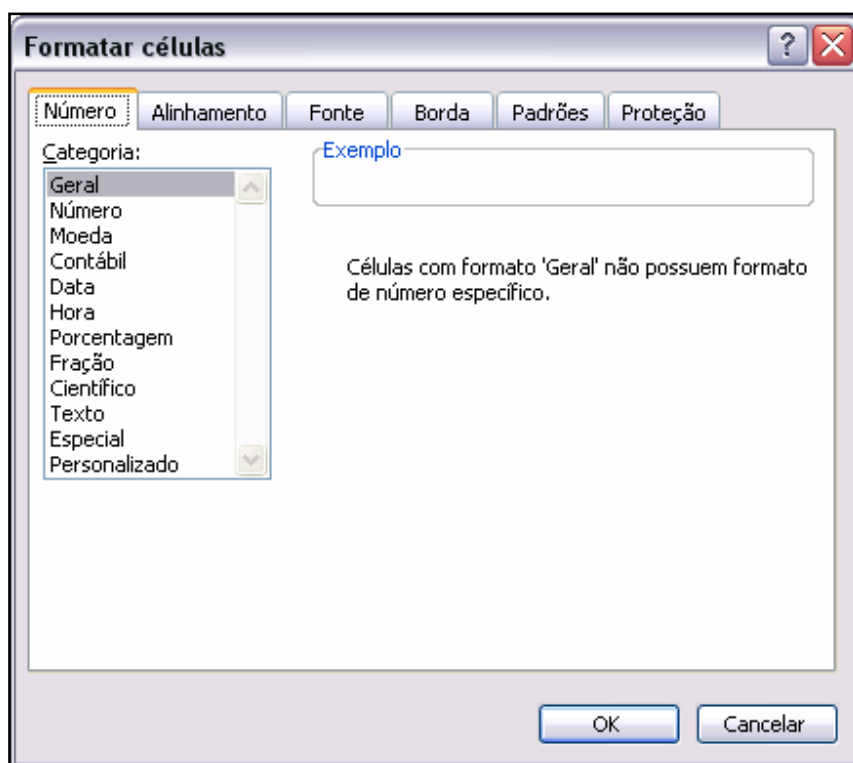 Formatar células
Número Alinhamento Fonte Borda Padrões Proteção
Categoria:
Geral
Número
Moeda
Contábil
Data
Hora
Porcentagem
Fração
Científico
Texto
Especial
Personalizado
Exemplo
Células com formato 'Geral' não possuem formato
de número específico.
OK Cancelar